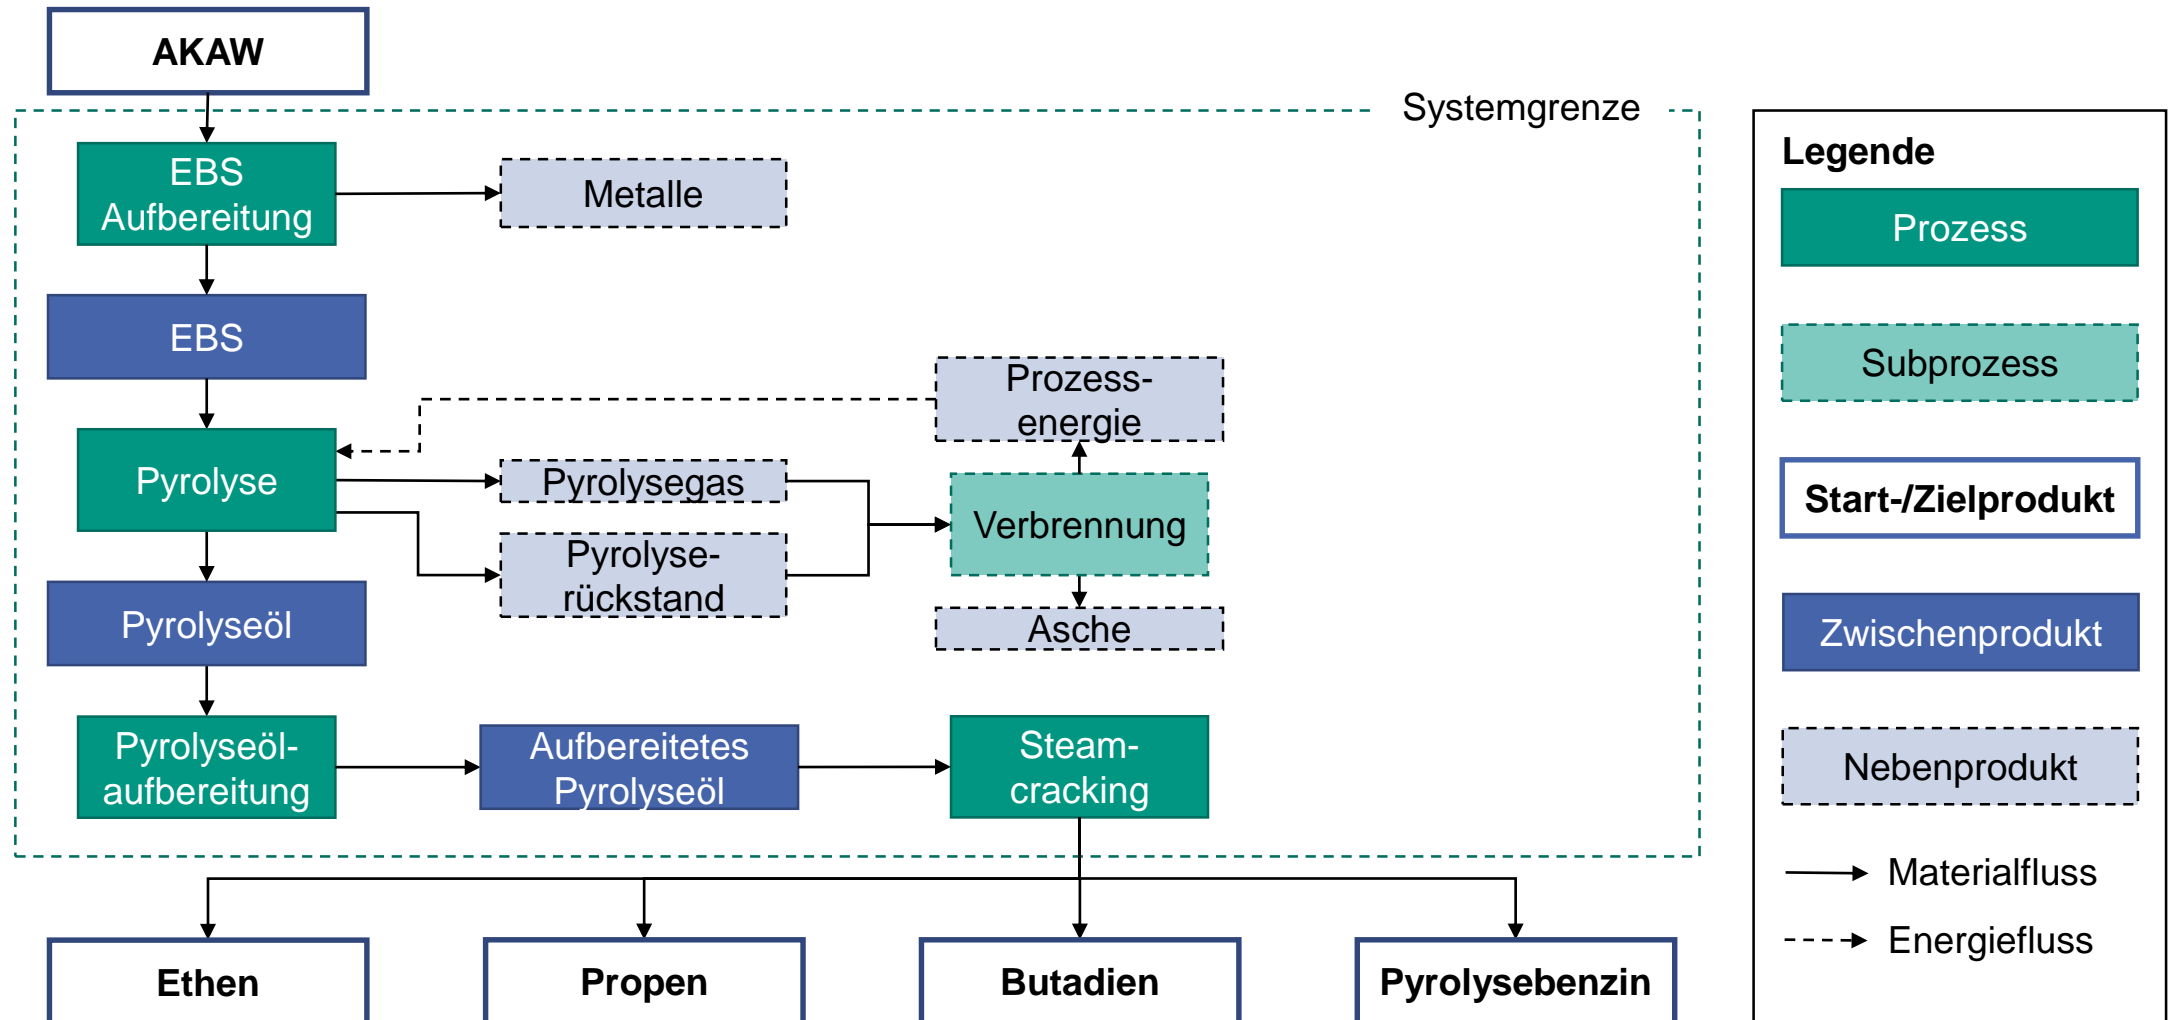 AKAW
Systemgrenze
EBS
Aufbereitung
Metalle
EBS
Prozess-
energie
Pyrolyse
Pyrolysegas
Verbrennung
Pyrolyse-
rückstand
Pyrolyseöl
Asche
Pyrolyseöl-
aufbereitung
Aufbereitetes
Pyrolyseöl
Steam-
cracking
Ethen
Propen
Butadien
Pyrolysebenzin
Legende
Prozess
Subprozess
Start-/Zielprodukt
Zwischenprodukt
Nebenprodukt
Materialfluss
Energiefluss